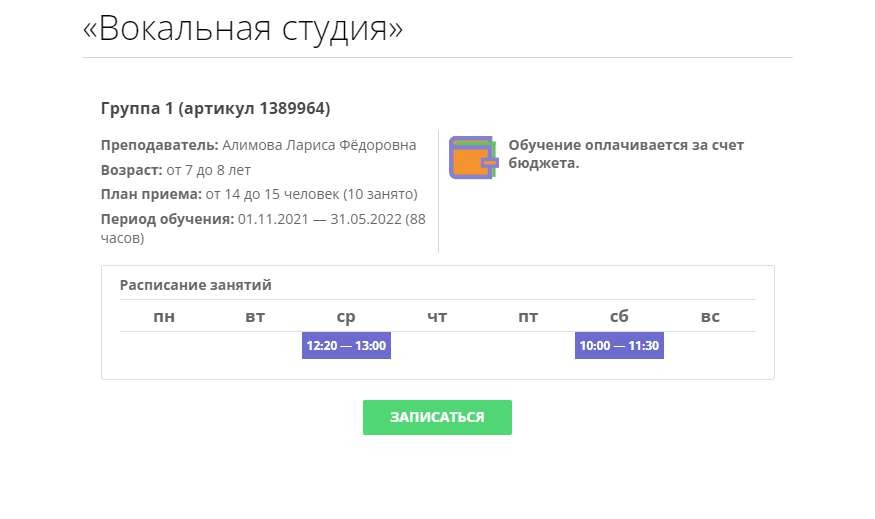 «Вокальная студия»
Группа 1 (артикул 1389964)
Преподаватель: Алимова Лариса Фёдоровна
Возраст: от 7 до 8 лет
План приема: от 14 до 15 человек (10 занято)
Период обучения: 01.11.2021 — 31.05.2022 (88
часов)
Обучение оплачивается за счет
бюджета.
Расписание занятий
пн вт ср чт пт сб вс
12:20 — 13:00 10:00 — 11:30
ЗАПИСАТЬСЯ